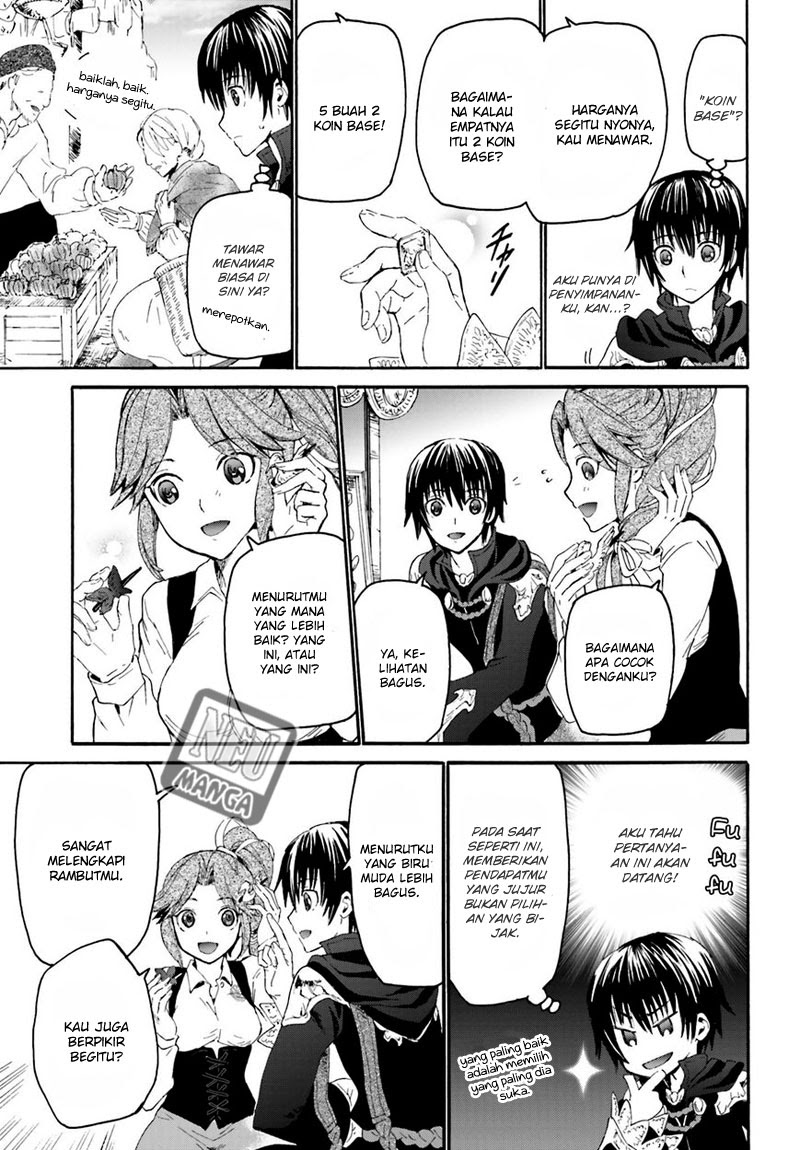 "KOIN
BASE"?
AKU PUNYA DI
PENYIMPANAN-
KU, KAN...?
HARGANYA
SEGITU NYONYA,
KAU MENAWAR.
BAGAIMA-
NA KALAU
EMPATNYA
ITU 2 KOIN
BASE?
チャリッ
5 BUAH 2
KOIN BASE!
baiklah, baik.
harganya segitu.
TAWAR
MENAWAR
BIASA DI
SINI YA?
merepotkan.
BAGAIMANA
APA COCOK
DENGANKU?
YA, KE-
LIHATAN
BAGUS.
MENURUTMU
YANG MANA
YANG LEBIH
BAIK? YANG
INI, ATAU
YANG INI?
NEU
MANGA
AKU TAHU
PERTANYA-
AN INI AKAN
DATANG!
Fu
fu
fu
PADA SAAT
SEPERTI INI,
MEMBERIKAN
PENDAPATMU
YANG JUJUR
BUKAN PILIH-
AN YANG BI-
JAK.
yang paling baik
adalah memilih
yang paling dia
suka.
MENURUTKU
YANG BIRU
MUDA LEBIH
BAGUS.
SANGAT
MELENGKAPI
RAMBUTMU.
KAU JUGA
BERPIKIR
BEGITU?